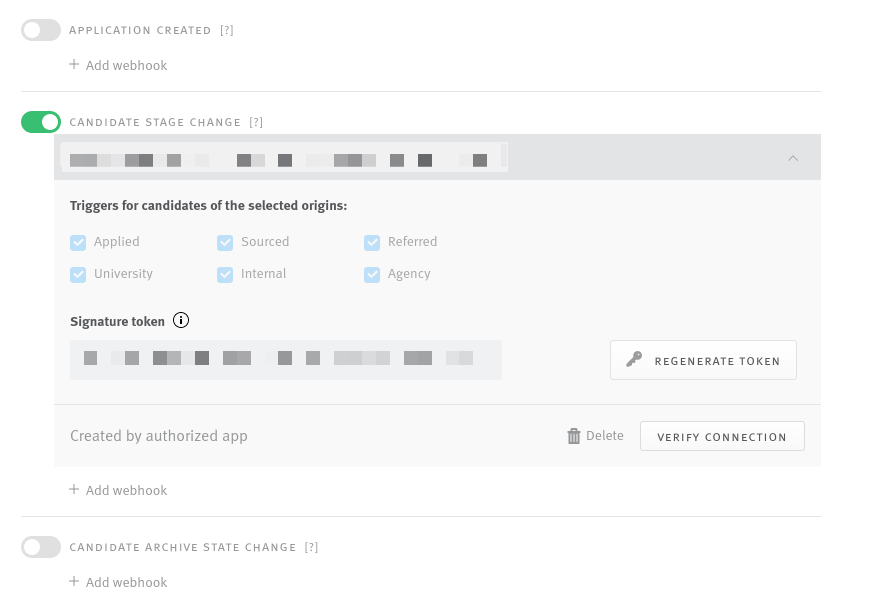 APPLICATION CREATED [?]
+ Add webhook
CANDIDATE STAGE CHANGE [?]
Triggers for candidates of the selected origins:
Applied Sourced Referred
University Internal Agency
Signature token
REGENERATE TOKEN
Created by authorized app Delete VERIFY CONNECTION
+ Add webhook
CANDIDATE ARCHIVE STATE CHANGE [?]
+ Add webhook